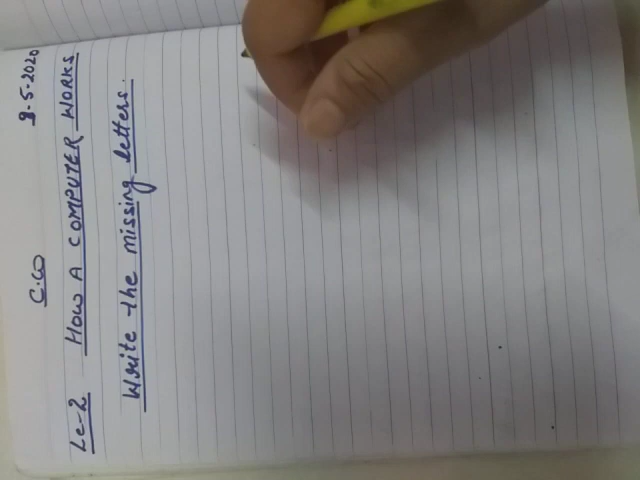 C.W
8.5.2020
Le-2 HOW A COMPUTER WORKS
Write the missing letters.